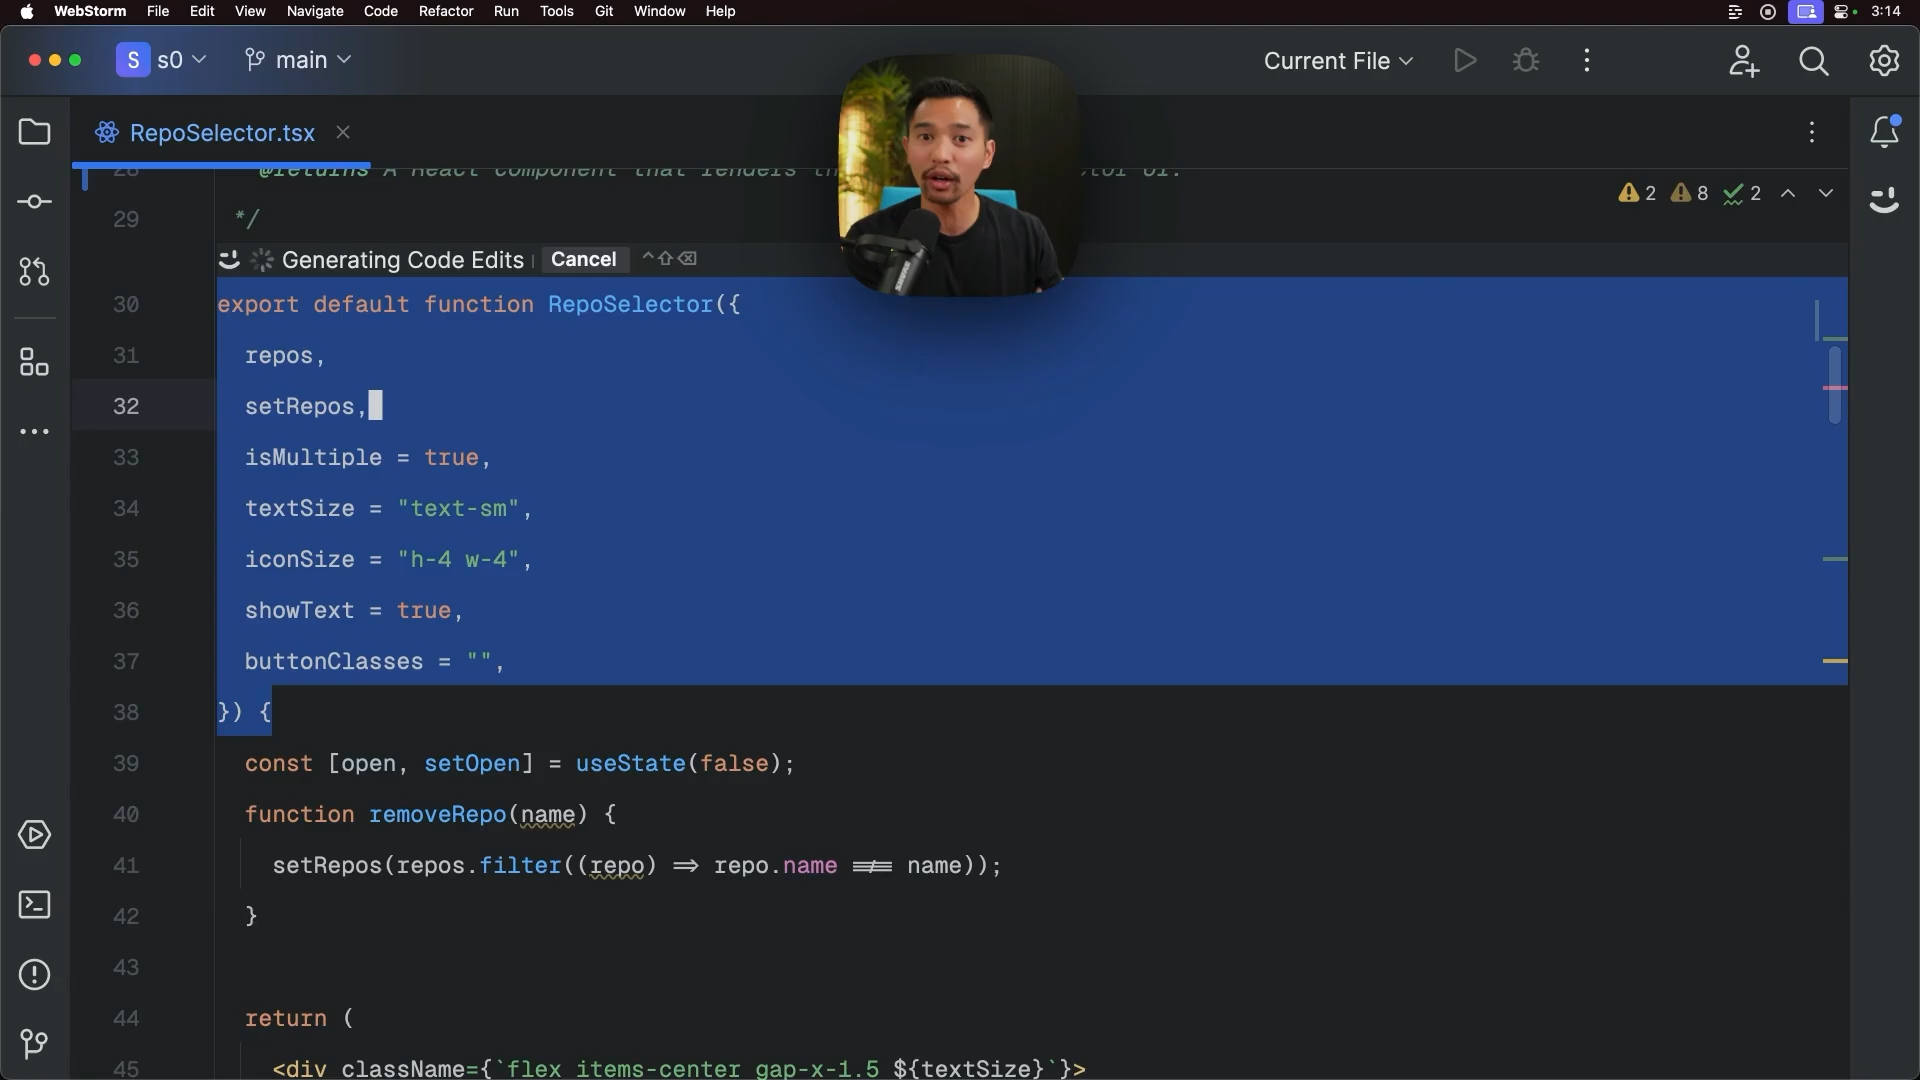 WebStorm File Edit View Navigate Code Refactor Run Tools Git Window Help 3:14
S s0 main Current File
RepoSelector.tsx
28 @returns A React component that renders th
29 */
2 8 2
Generating Code Edits Cancel
30 export default function RepoSelector({
31 repos,
32 setRepos,
33 isMultiple = true,
34 textSize = "text-sm",
35 iconSize = "h-4 w-4",
36 showText = true,
37 buttonClasses = "",
38 }) {
39 const [open, setOpen] = useState(false);
40 function removeRepo(name) {
41 setRepos(repos.filter((repo) => repo.name !== name));
42 }
43
44 return (
45 <div className={`flex items-center gap-x-1.5 ${textSize}`}>